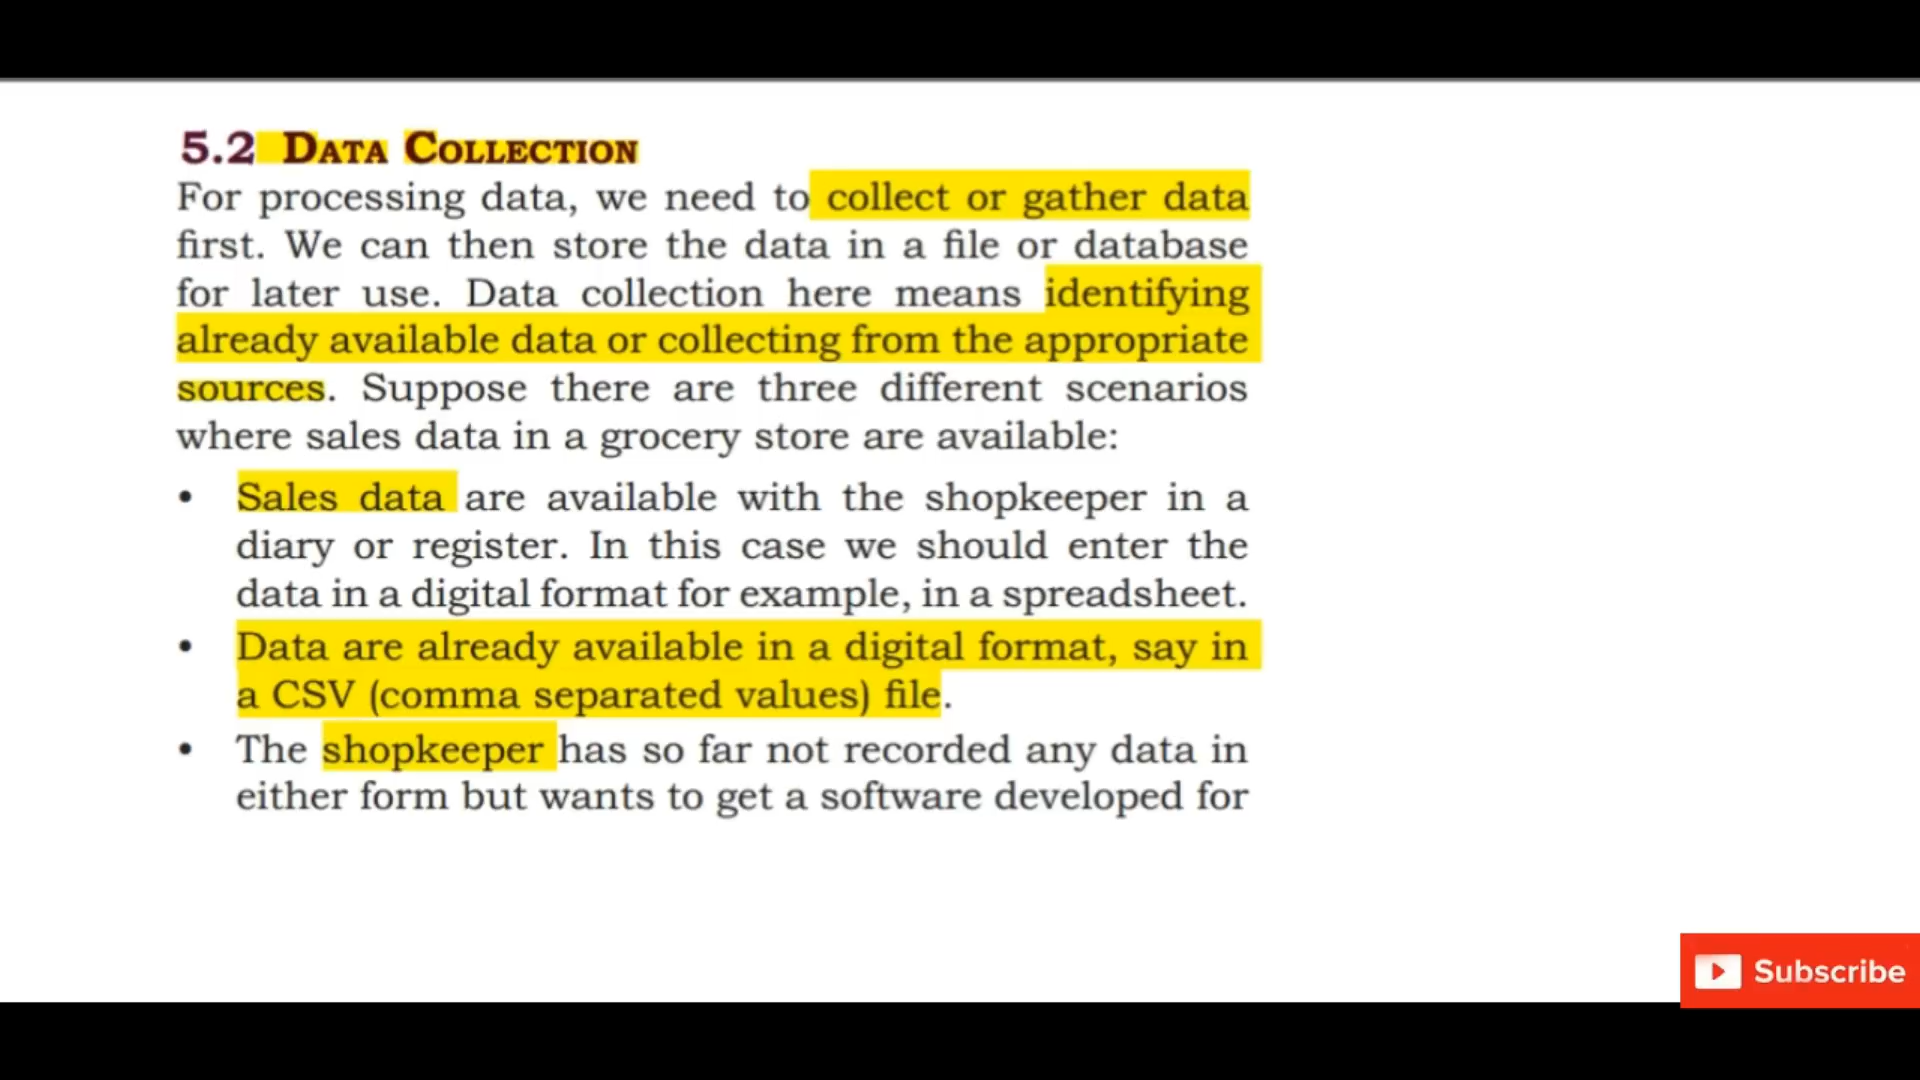 5.2 DATA COLLECTION
For processing data, we need to collect or gather data
first. We can then store the data in a file or database
for later use. Data collection here means identifying
already available data or collecting from the appropriate
sources. Suppose there are three different scenarios
where sales data in a grocery store are available:
• Sales data are available with the shopkeeper in a
diary or register. In this case we should enter the
data in a digital format for example, in a spreadsheet.
• Data are already available in a digital format, say in
a CSV (comma separated values) file.
• The shopkeeper has so far not recorded any data in
either form but wants to get a software developed for
Subscribe